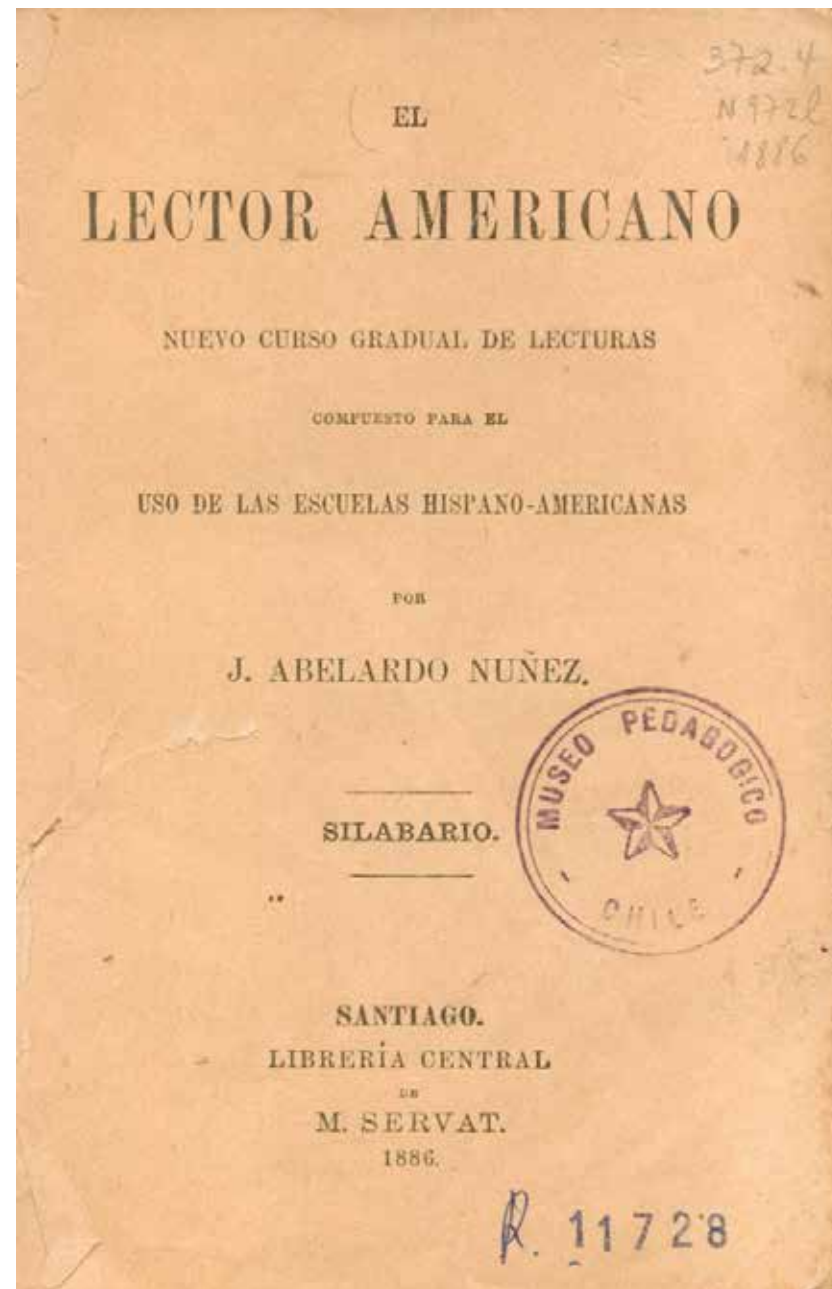 372.4
N972l
1886
EL
LECTOR AMERICANO
NUEVO CURSO GRADUAL DE LECTURAS
COMPUESTO PARA EL
USO DE LAS ESCUELAS HISPANO-AMERICANAS
POR
J. ABELARDO NUÑEZ.
SILABARIO.
MUSEO PEDAGOGICO
CHILE
SANTIAGO.
LIBRERÍA CENTRAL
DE
M. SERVAT.
1886.
R. 11728